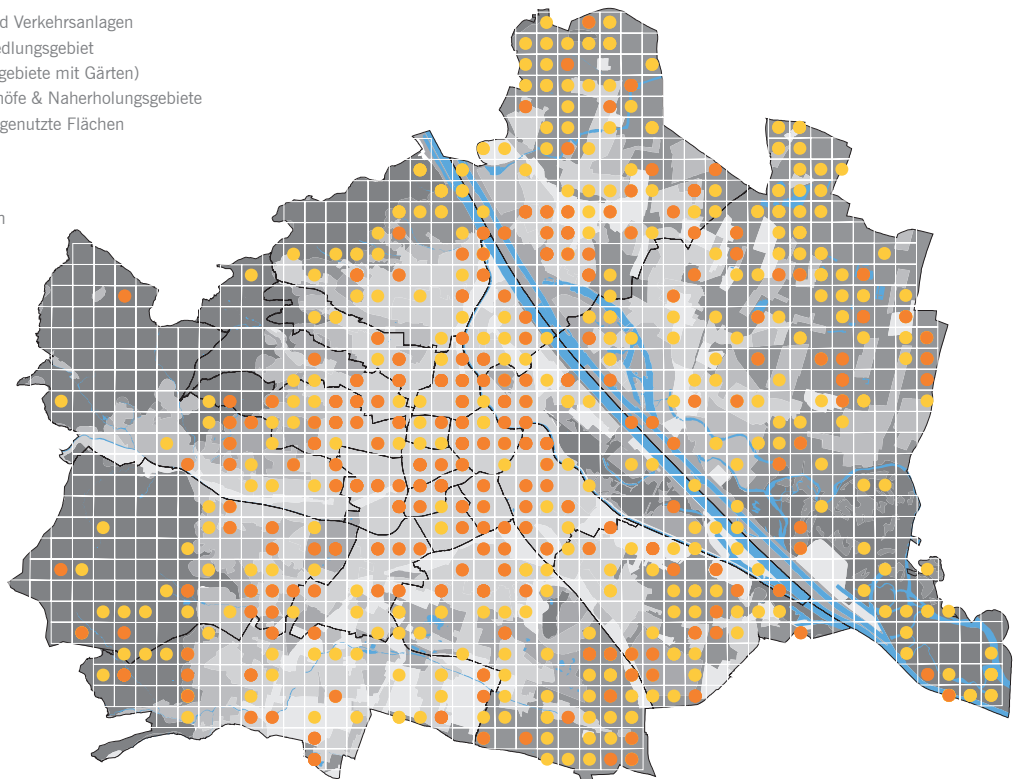 d Verkehrsanlagen
edlungsgebiet
gebiete mit Gärten)
höfe & Naherholungsgebiete
genutzte Flächen
n